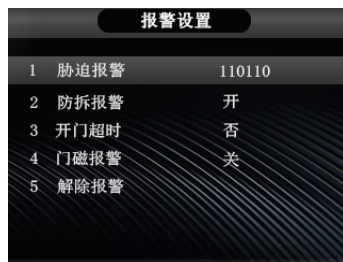 报警设置
1 胁迫报警 110110
2 防拆报警 开
3 开门超时 否
4 门磁报警 关
5 解除报警